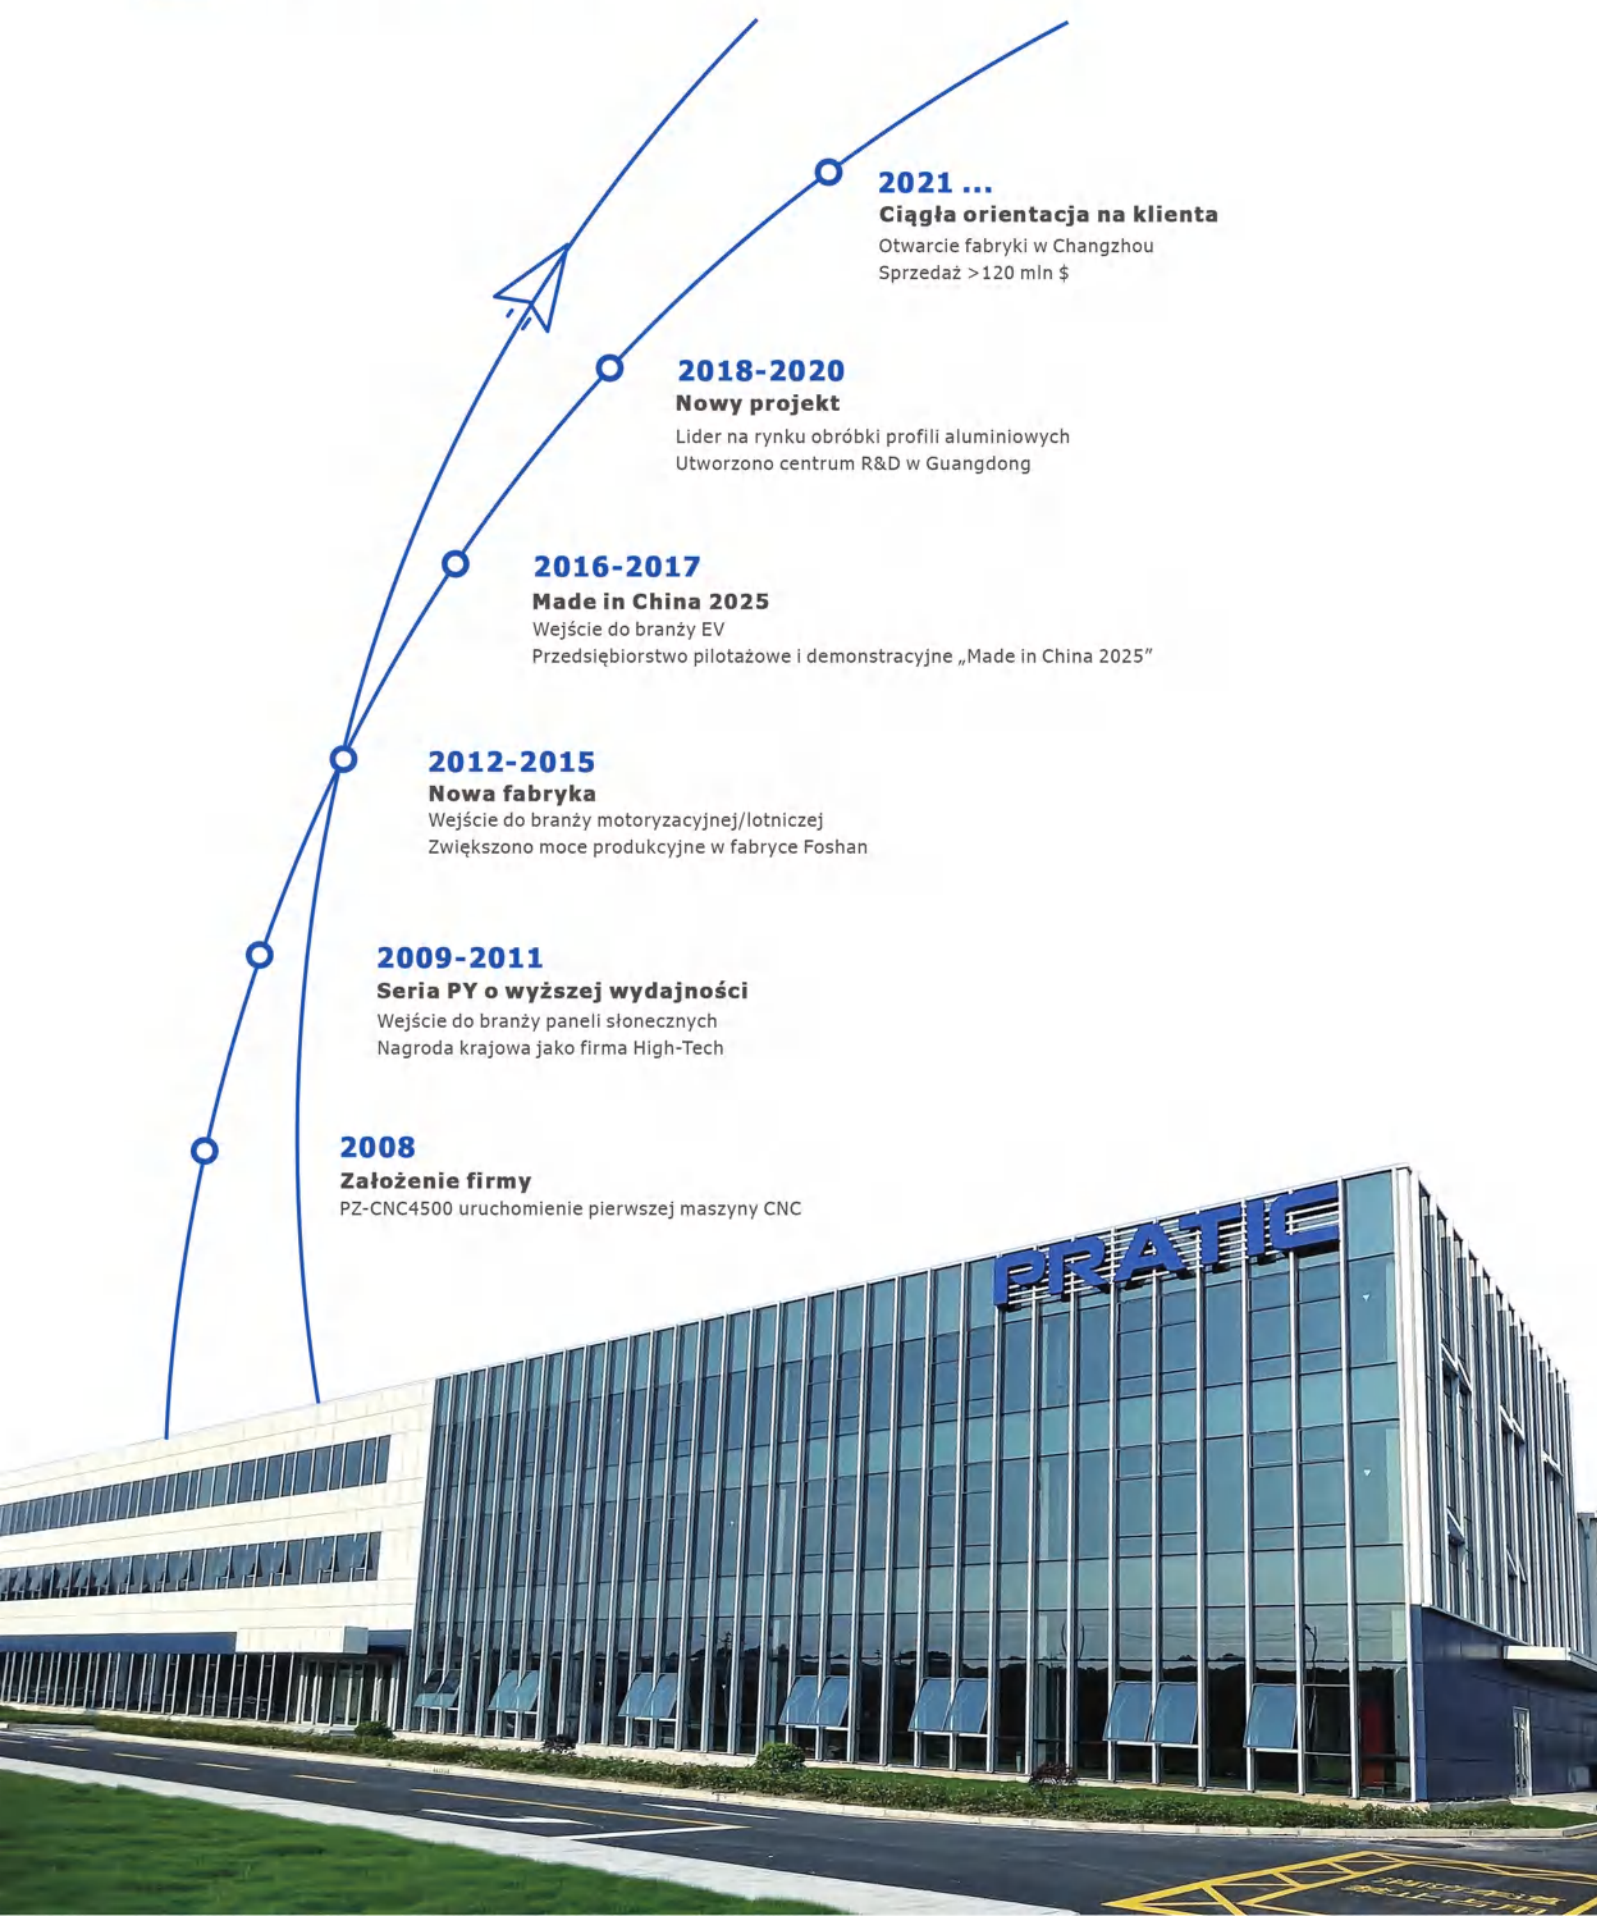 2021 ...
Ciągła orientacja na klienta
Otwarcie fabryki w Changzhou
Sprzedaż >120 mln $
2018-2020
Nowy projekt
Lider na rynku obróbki profili aluminiowych
Utworzono centrum R&D w Guangdong
2016-2017
Made in China 2025
Wejście do branży EV
Przedsiębiorstwo pilotażowe i demonstracyjne „Made in China 2025”
2012-2015
Nowa fabryka
Wejście do branży motoryzacyjnej/lotniczej
Zwiększono moce produkcyjne w fabryce Foshan
2009-2011
Seria PY o wyższej wydajności
Wejście do branży paneli słonecznych
Nagroda krajowa jako firma High-Tech
2008
Założenie firmy
PZ-CNC4500 uruchomienie pierwszej maszyny CNC
PRATIC